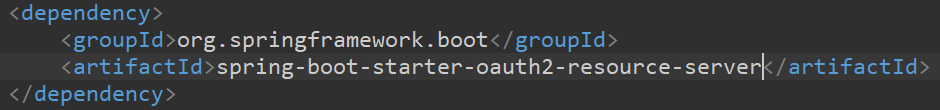 <dependency>
    <groupId>org.springframework.boot</groupId>
    <artifactId>spring-boot-starter-oauth2-resource-server</artifactId>
</dependency>